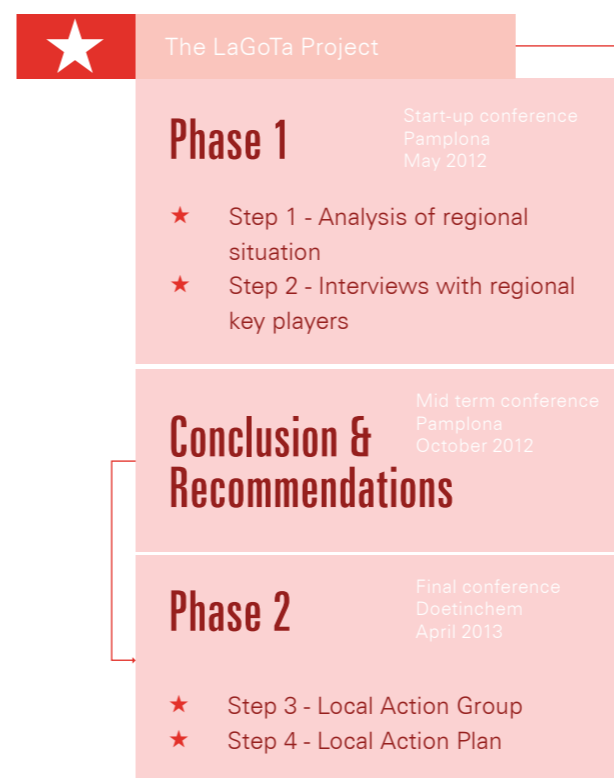 The LaGoTa Project
Phase 1
Start-up conference
Pamplona
May 2012
Step 1 - Analysis of regional
situation
Step 2 - Interviews with regional
key players
Conclusion &
Recommendations
Mid term conference
Pamplona
October 2012
Phase 2
Final conference
Doetinchem
April 2013
Step 3 - Local Action Group
Step 4 - Local Action Plan